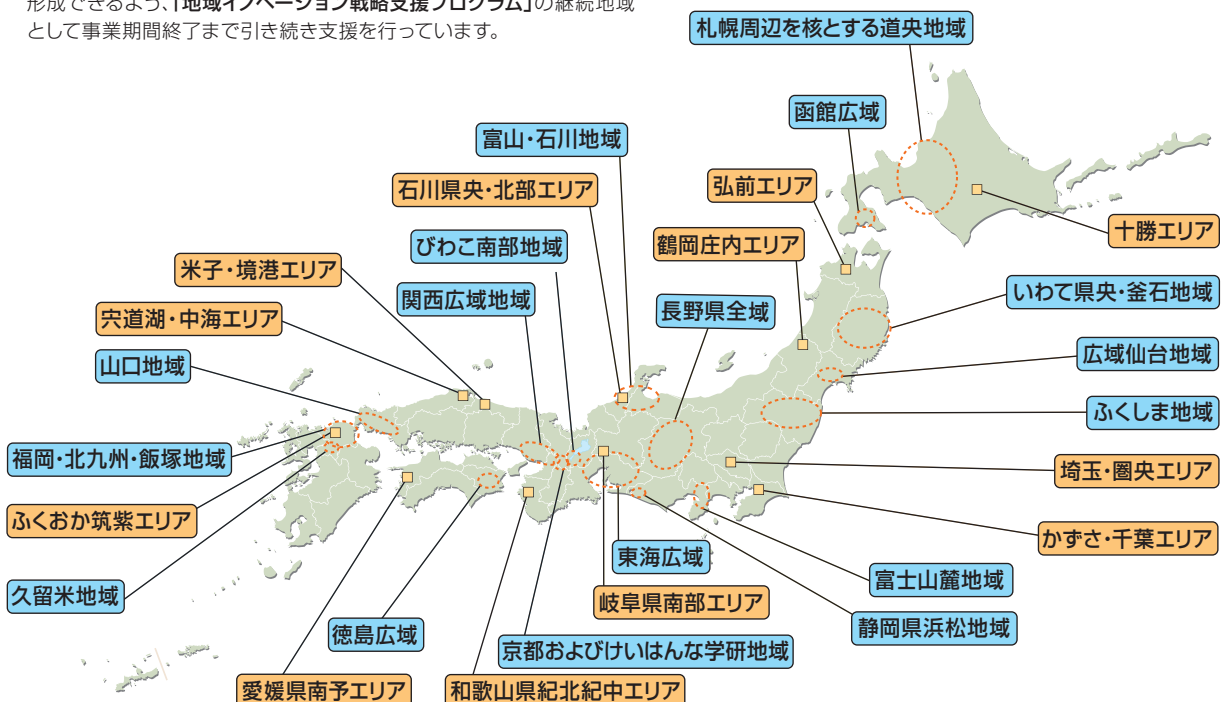 形成できるよう、「地域イノベーション戦略支援プログラム」の継続地域
として事業期間終了まで引き続き支援を行っています。
札幌周辺を核とする道央地域
函館広域
富山・石川地域
石川県央・北部エリア
弘前エリア
十勝エリア
びわこ南部地域
鶴岡庄内エリア
米子・境港エリア
関西広域地域
長野県全域
いわて県央・釜石地域
宍道湖・中海エリア
山口地域
広域仙台地域
ふくしま地域
福岡・北九州・飯塚地域
埼玉・圏央エリア
ふくおか筑紫エリア
かずさ・千葉エリア
東海広域
富士山麓地域
久留米地域
岐阜県南部エリア
静岡県浜松地域
徳島広域
京都およびけいはんな学研地域
愛媛県南予エリア
和歌山県紀北紀中エリア